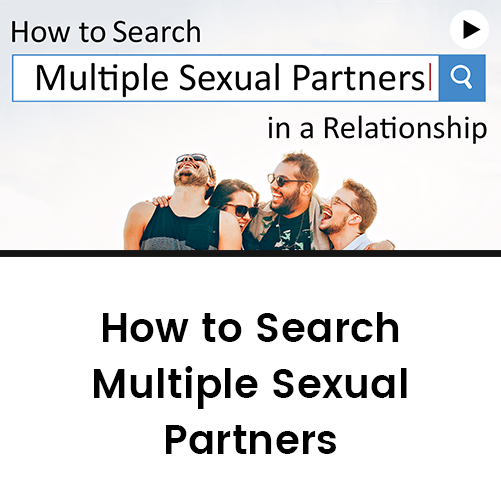 How to Search
Multiple Sexual Partners
in a Relationship
How to Search
Multiple Sexual
Partners